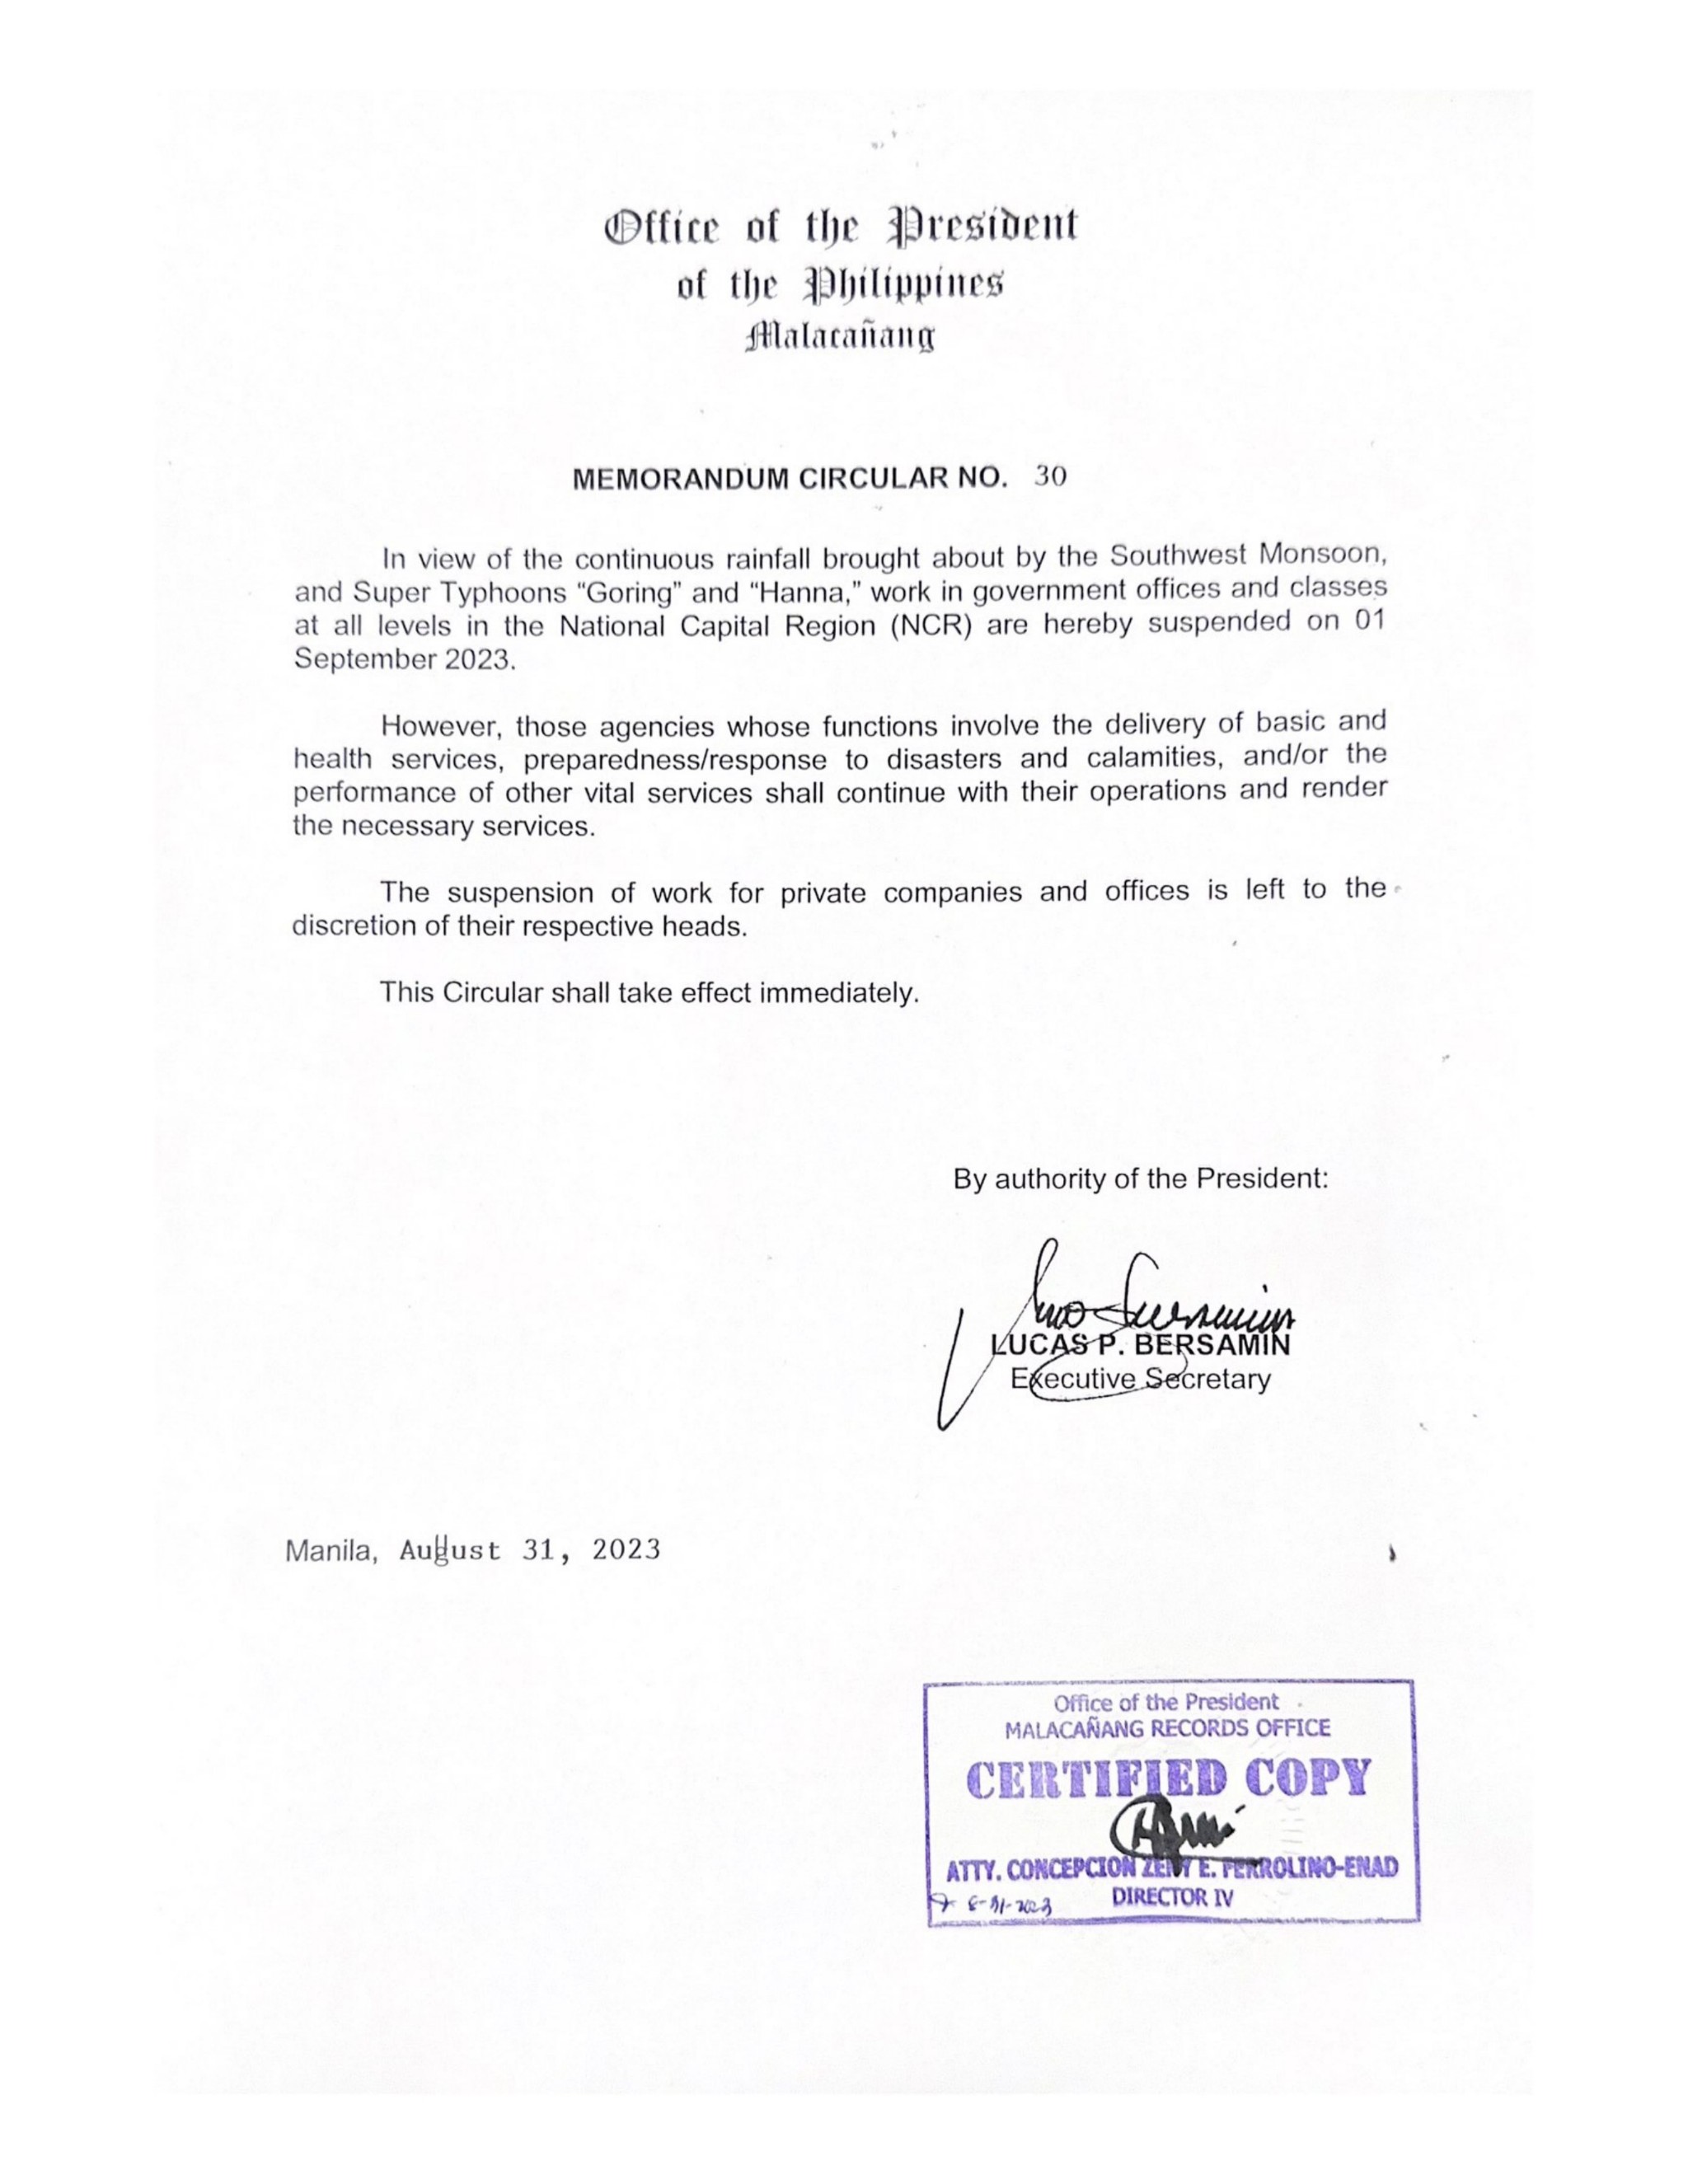 Office of the President
of the Philippines
Malacañang
MEMORANDUM CIRCULAR NO. 30
In view of the continuous rainfall brought about by the Southwest Monsoon,
and Super Typhoons “Goring” and “Hanna,” work in government offices and classes
at all levels in the National Capital Region (NCR) are hereby suspended on 01
September 2023.
However, those agencies whose functions involve the delivery of basic and
health services, preparedness/response to disasters and calamities, and/or the
performance of other vital services shall continue with their operations and render
the necessary services.
The suspension of work for private companies and offices is left to the
discretion of their respective heads.
This Circular shall take effect immediately.
By authority of the President:
LUCAS P. BERSAMIN
Executive Secretary
Manila, August 31, 2023
Office of the President
MALACAÑANG RECORDS OFFICE
CERTIFIED COPY
ATTY. CONCEPCION ZENY E. FERROLINO-ENAD
DIRECTOR IV
8-31-2023